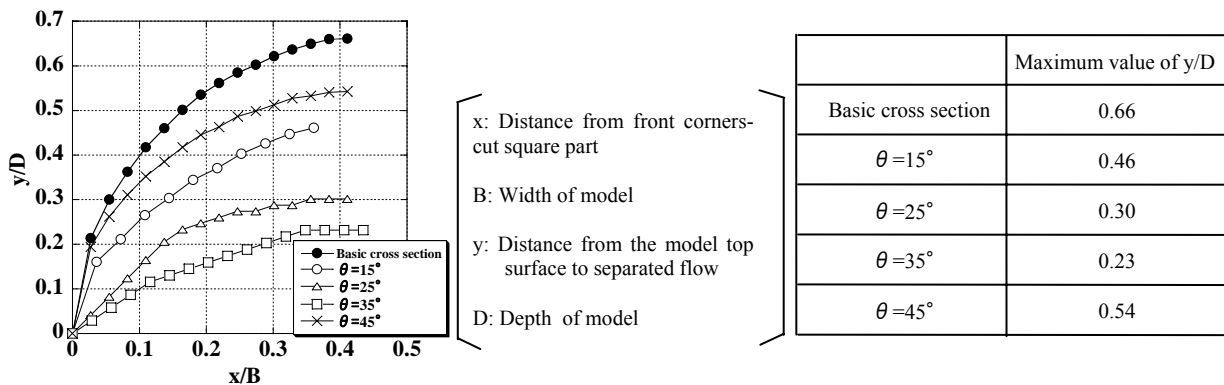 0.7
0.6
0.5
0.4
0.3
0.2
0.1
0
y/D
0 0.1 0.2 0.3 0.4 0.5
x/B
Basic cross section
θ=15°
θ=25°
θ=35°
θ=45°
x: Distance from front corners-
cut square part
B: Width of model
y: Distance from the model top
surface to separated flow
D: Depth of model
Maximum value of y/D
Basic cross section 0.66
θ=15° 0.46
θ=25° 0.30
θ=35° 0.23
θ=45° 0.54